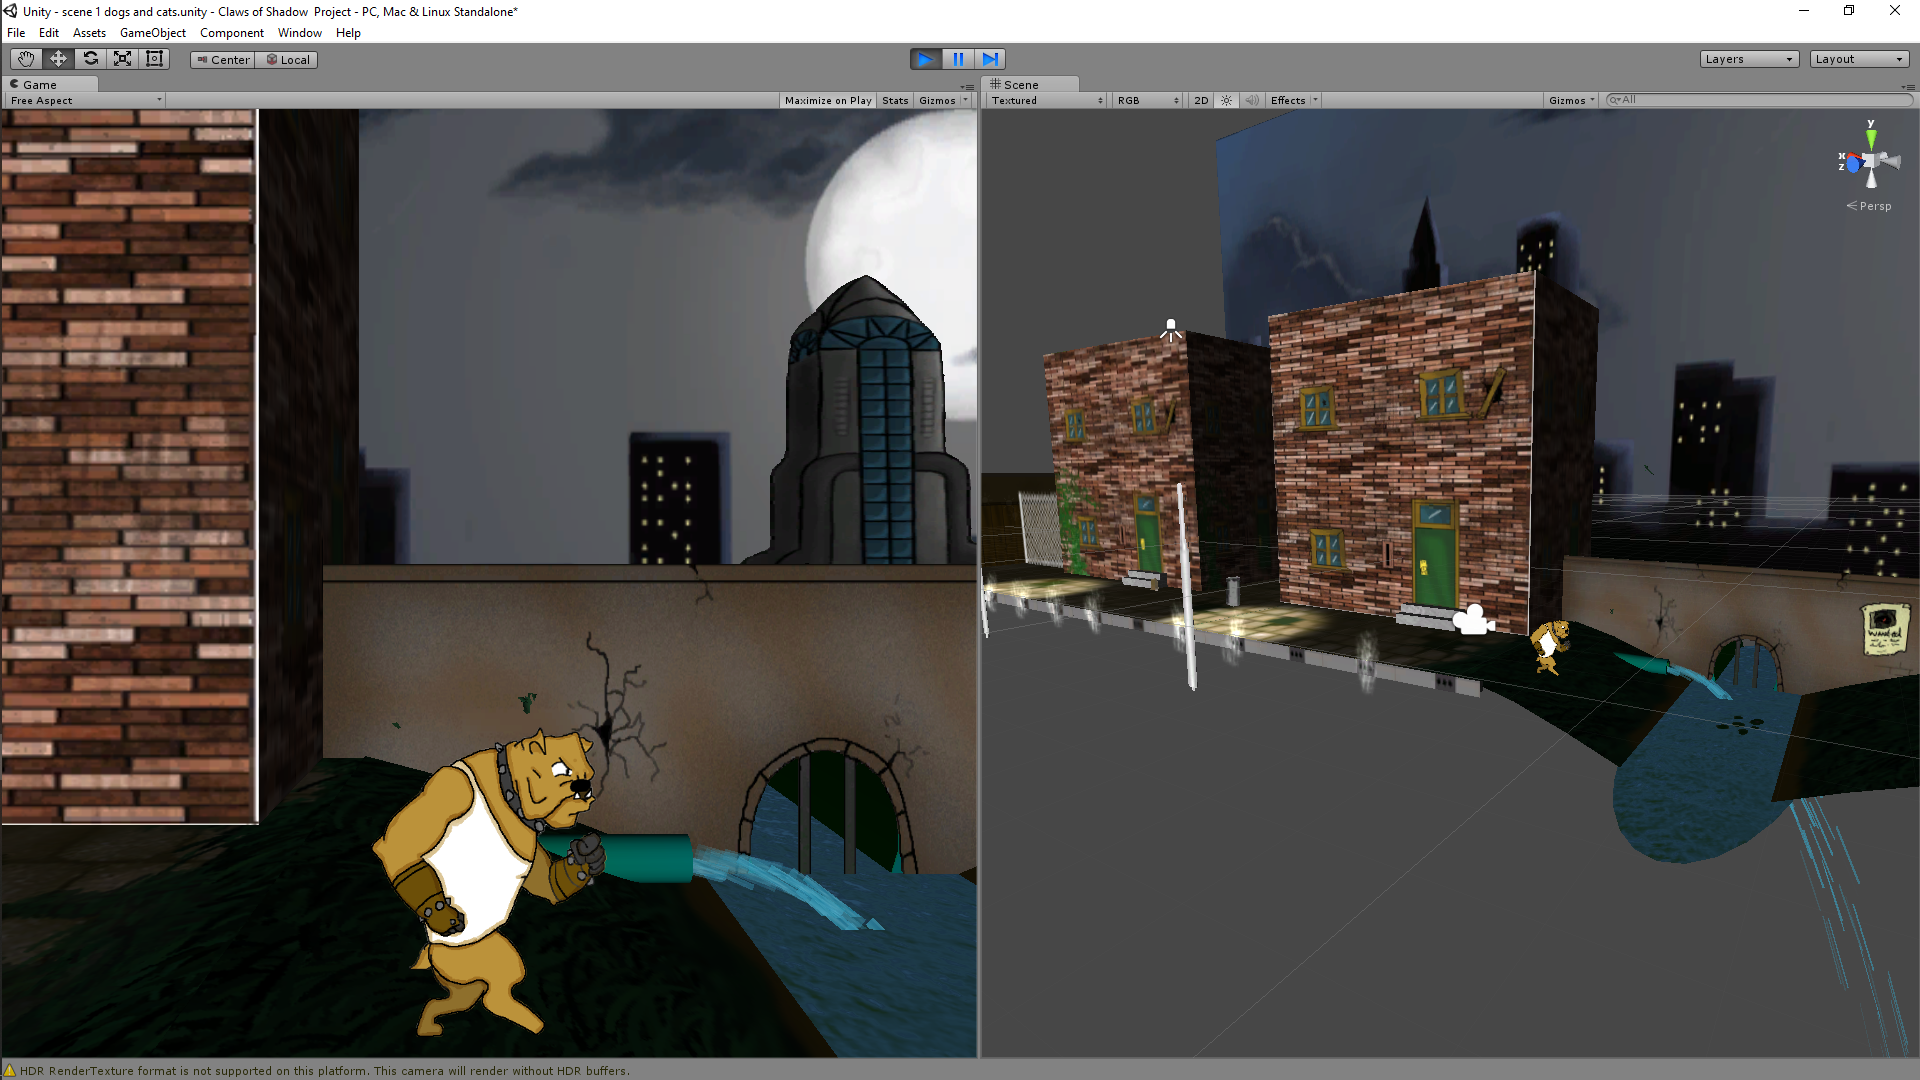 Unity - scene 1 dogs and cats.unity - Claws of Shadow  Project - PC, Mac & Linux Standalone*
File Edit Assets GameObject Component Window Help
Center Local Layers Layout
Game
Free Aspect Maximize on Play Stats Gizmos
Scene
Textured RGB 2D Effects Gizmos All
y
x
z
Persp
Wanted
HDR RenderTexture format is not supported on this platform. This camera will render without HDR buffers.